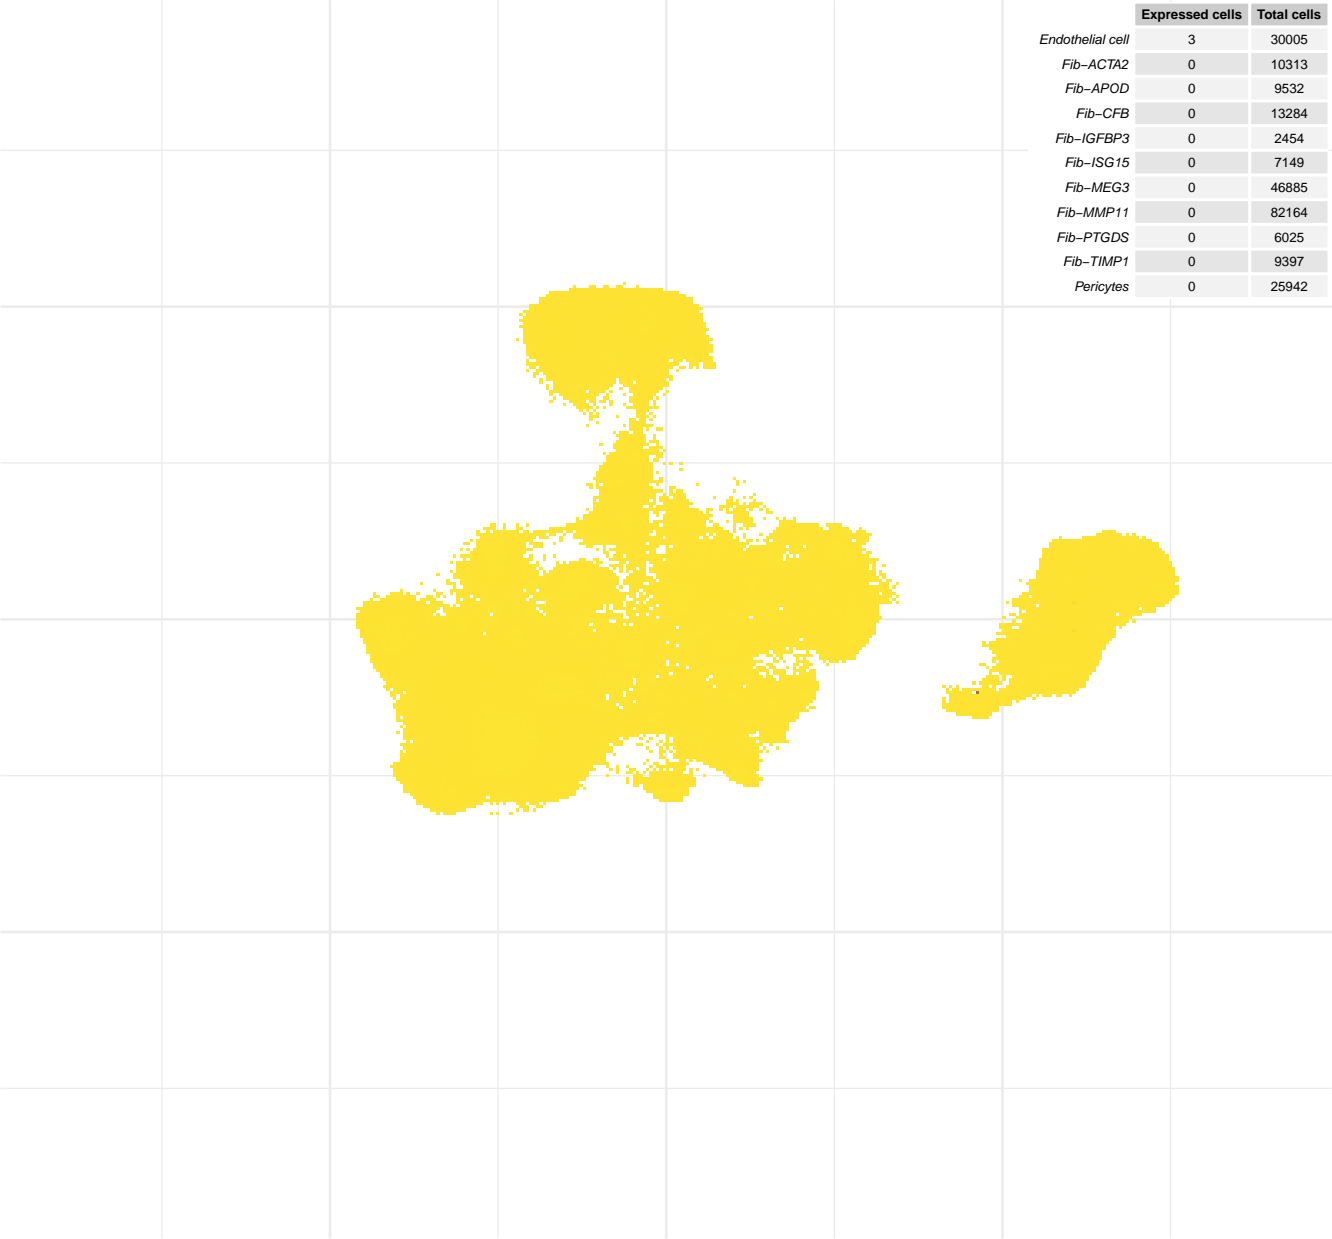 Expressed cells Total cells
Endothelial cell 3 30005
Fib−ACTA2 0 10313
Fib−APOD 0 9532
Fib−CFB 0 13284
Fib−IGFBP3 0 2454
Fib−ISG15 0 7149
Fib−MEG3 0 46885
Fib−MMP11 0 82164
Fib−PTGDS 0 6025
Fib−TIMP1 0 9397
Pericytes 0 25942